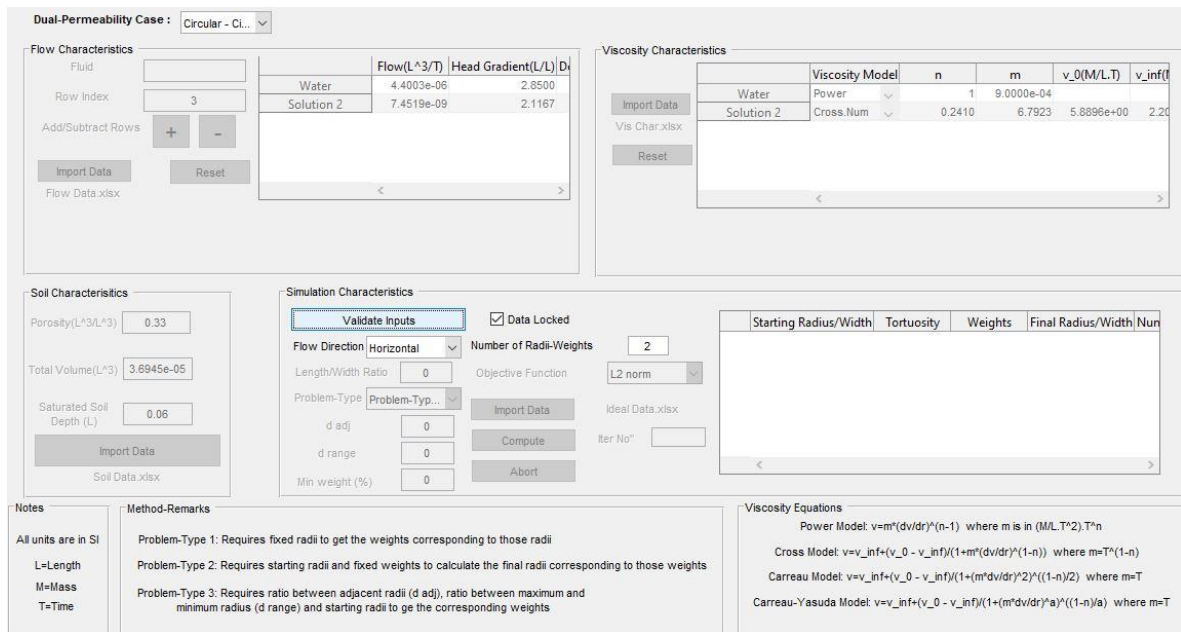 Dual-Permeability Case :
Circular - Ci...
Flow Characteristics
Fluid
Row Index
3
Add/Subtract Rows
+
-
Import Data
Reset
Flow Data.xlsx
Flow(L^3/T) Head Gradient(L/L)
Water 4.4003e-06 2.8500
Solution 2 7.4519e-09 2.1167
Viscosity Characteristics
Import Data
Vis Char.xlsx
Reset
Viscosity Model n m v_0(M/L.T) v_inf(
Water Power 1 9.0000e-04
Solution 2 Cross.Num 0.2410 6.7923 5.8896e+00 2.20
Soil Characterisitics
Porosity(L^3/L^3) 0.33
Total Volume(L^3) 3.6945e-05
Saturated Soil
Depth (L)
0.06
Import Data
Soil Data.xlsx
Simulation Characteristics
Validate Inputs
Data Locked
Flow Direction Horizontal
Number of Radii-Weights 2
Length/Width Ratio 0
Objective Function L2 norm
Problem-Type Problem-Typ...
Import Data
Ideal Data.xlsx
d adj 0
Compute
Iter No"
d range 0
Abort
Min weight (%) 0
Starting Radius/Width Tortuosity Weights Final Radius/Width Nun
Notes
All units are in SI
L=Length
M=Mass
T=Time
Method-Remarks
Problem-Type 1: Requires fixed radii to get the weights corresponding to those radii
Problem-Type 2: Requires starting radii and fixed weights to calculate the final radii corresponding to those weights
Problem-Type 3: Requires ratio between adjacent radii (d adj), ratio between maximum and
minimum radius (d range) and starting radii to ge the corresponding weights
Viscosity Equations
Power Model: v=m*(dv/dr)^(n-1) where m is in (M/L.T^2).T^n
Cross Model: v=v_inf+(v_0 - v_inf)/(1+m*(dv/dr)^(1-n)) where m=T^(1-n)
Carreau Model: v=v_inf+(v_0 - v_inf)/(1+(m*dv/dr)^2)^((1-n)/2) where m=T
Carreau-Yasuda Model: v=v_inf+(v_0 - v_inf)/(1+(m*dv/dr)^a)^((1-n)/a) where m=T